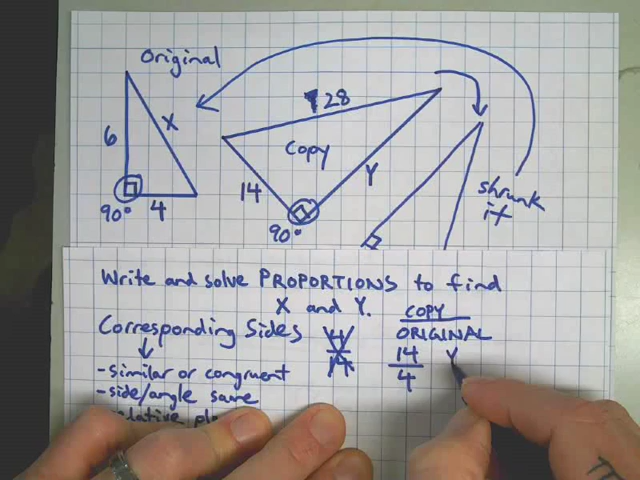 Original
6
X
4
90°
28
Copy
14
Y
90°
shrunk
it
Write and solve PROPORTIONS to find
X and Y.
Corresponding Sides
- similar or congruent
- side/angle same
COPY
ORIGINAL
14
4
Y